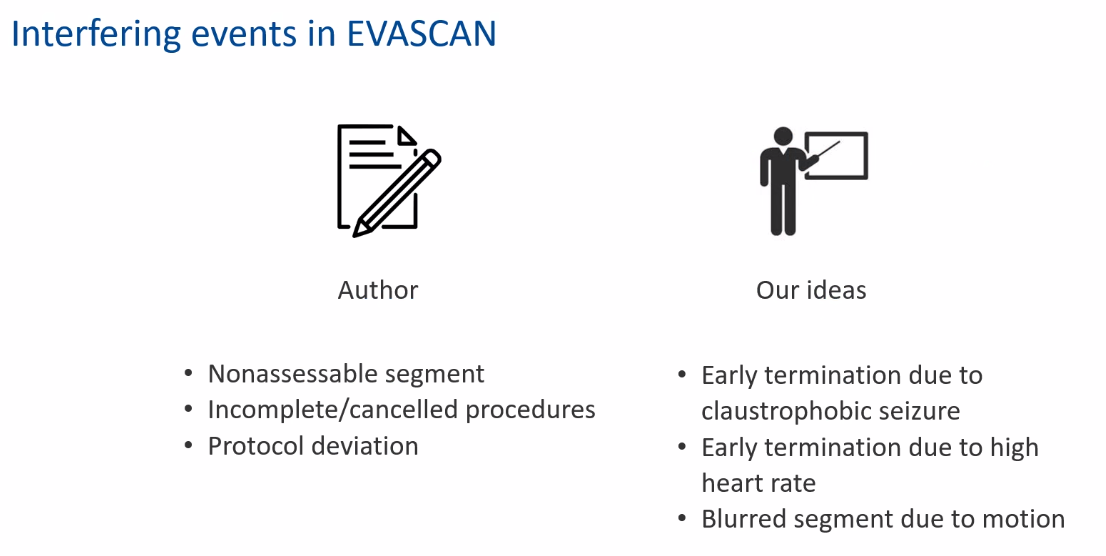 Interfering events in EVASCAN
Author
Nonassessable segment
Incomplete/cancelled procedures
Protocol deviation
Our ideas
Early termination due to
claustrophobic seizure
Early termination due to high
heart rate
Blurred segment due to motion